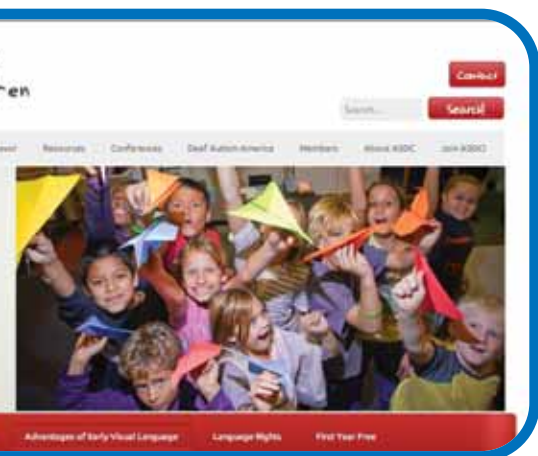 ren
Contact
Search... Search
Resources Conferences Deaf Autism America Members About ASDC Join ASDC!
Advantages of Early Visual Language Language Rights First Year Free